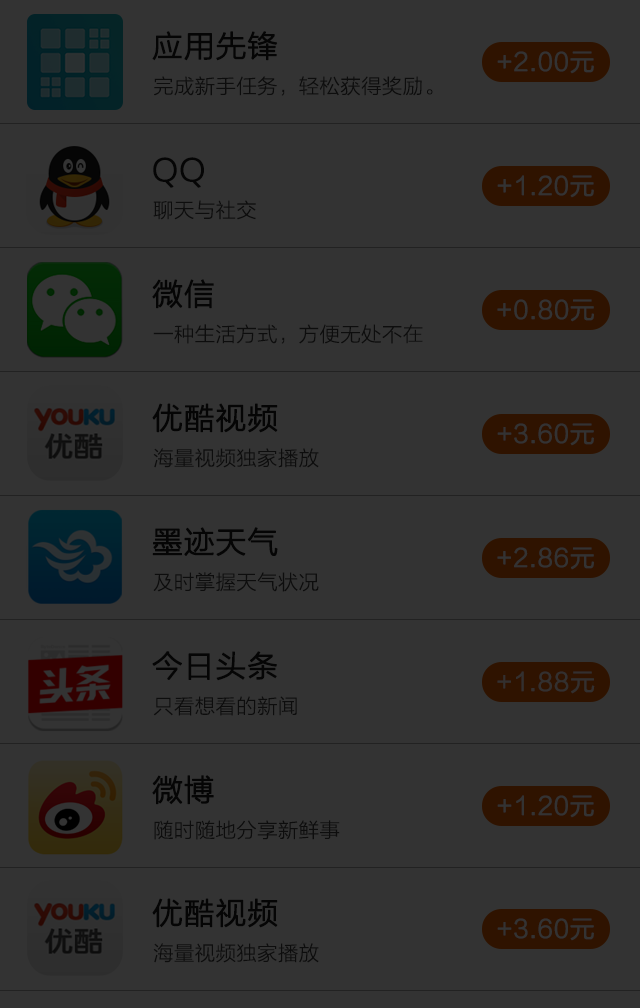 应用先锋
+2.00元
完成新手任务，轻松获得奖励。
QQ
+1.20元
聊天与社交
微信
+0.80元
一种生活方式，方便无处不在
YOUKU
优酷
优酷视频
+3.60元
海量视频独家播放
墨迹天气
+2.86元
及时掌握天气状况
头条
今日头条
+1.88元
只看想看的新闻
微博
+1.20元
随时随地分享新鲜事
YOUKU
优酷
优酷视频
+3.60元
海量视频独家播放